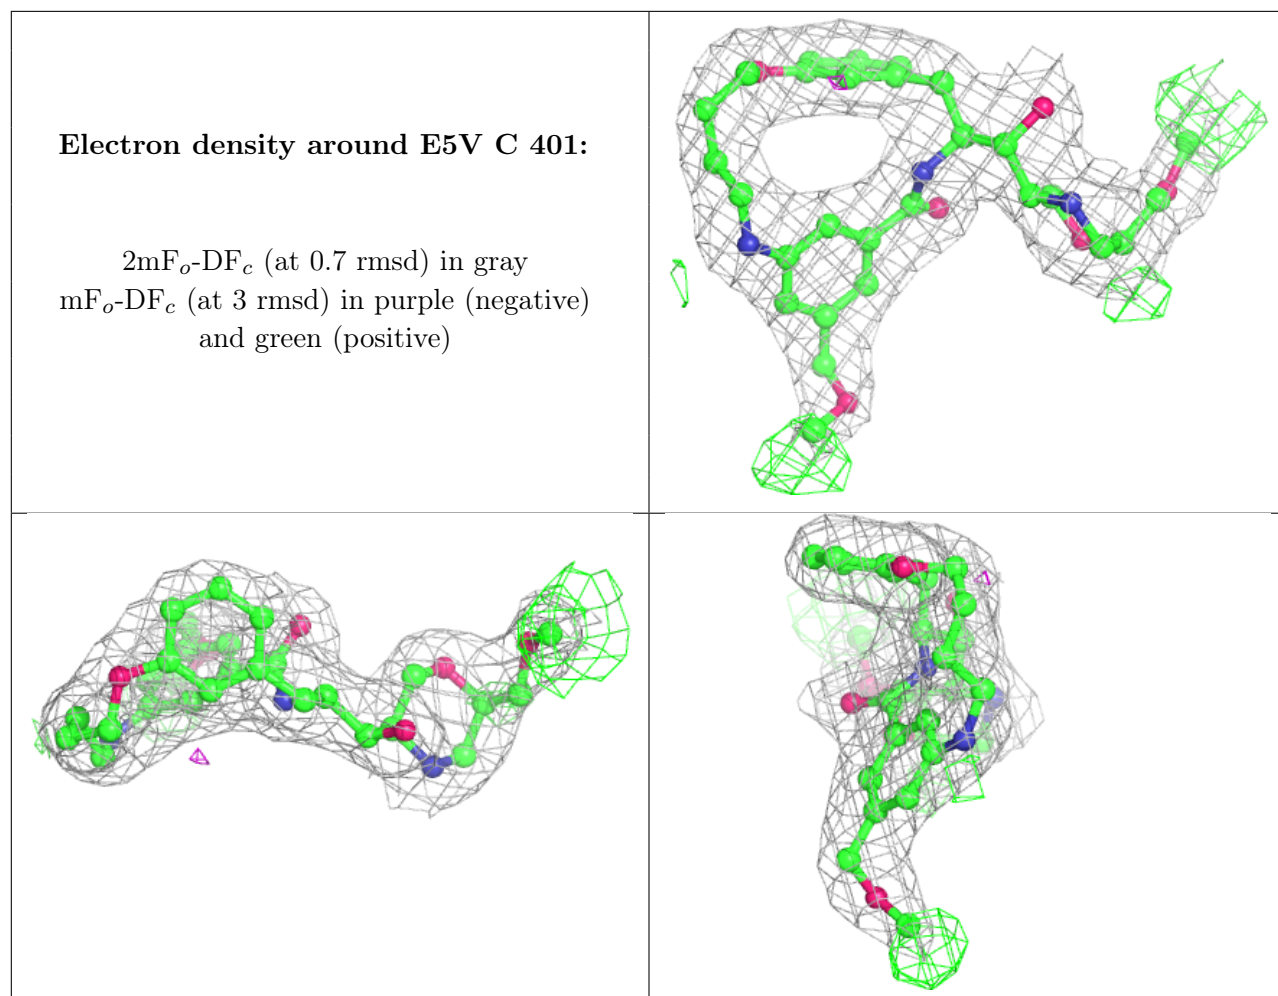 Electron density around E5V C 401:
2mFo-DFc (at 0.7 rmsd) in gray
mFo-DFc (at 3 rmsd) in purple (negative)
and green (positive)